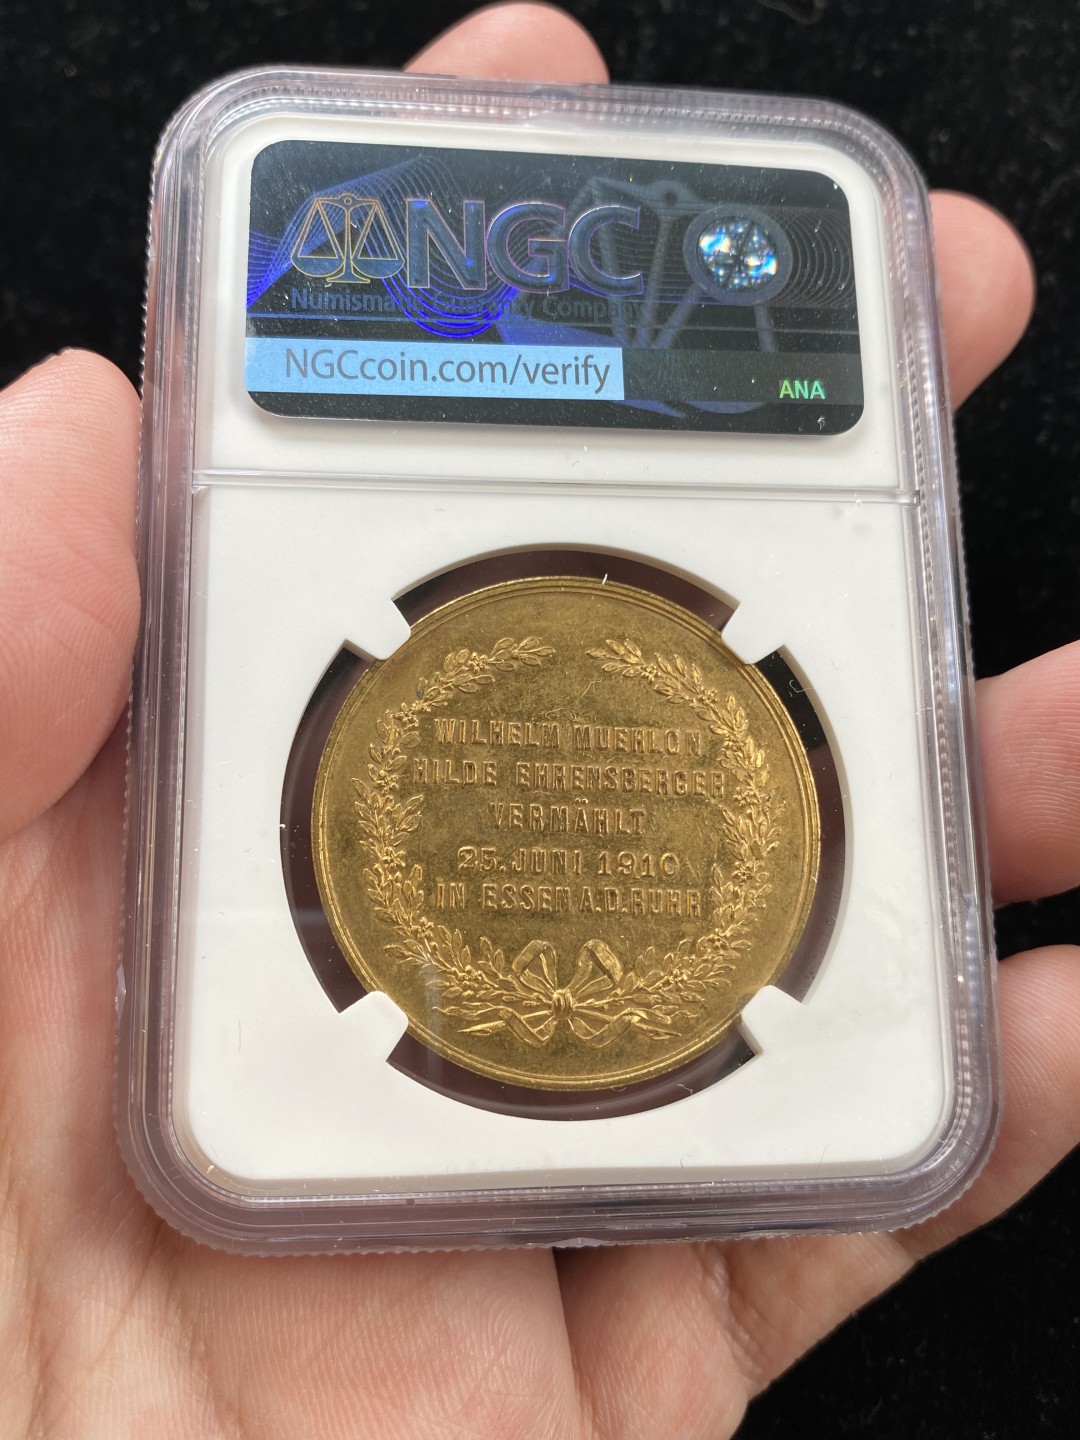 NGC
Numismatic Guaranty Company
NGCcoin.com/verify
ANA
WILHELM MUEHLON
HILDE EHRENSBERGER
VERMÄHLT
25. JUNI 1910
IN ESSEN A.D. RUHR